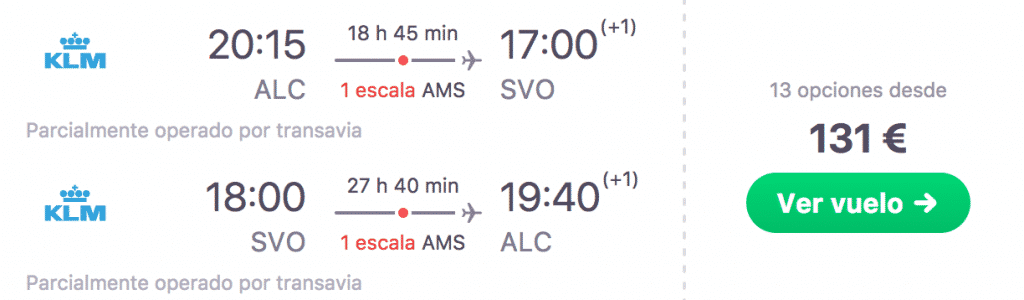 KLM
20:15
18 h 45 min
17:00(+1)
ALC
1 escala AMS
SVO
Parcialmente operado por transavia
KLM
18:00
27 h 40 min
19:40(+1)
SVO
1 escala AMS
ALC
Parcialmente operado por transavia
13 opciones desde
131 €
Ver vuelo →